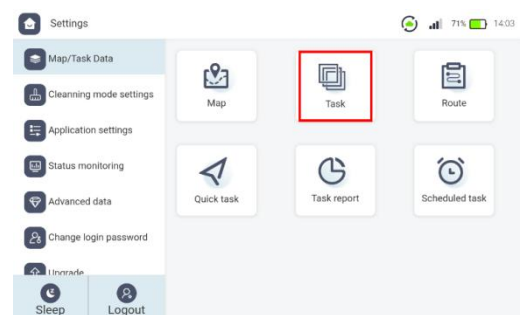 Settings
71%
14:03
Map/Task Data
Cleanning mode settings
Application settings
Status monitoring
Advanced data
Change login password
Upgrade
Sleep
Logout
Map
Task
Route
Quick task
Task report
Scheduled task